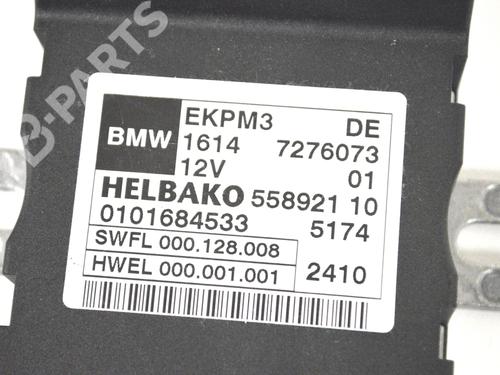 B-PARTS
EKPM3 DE
BMW 1614 7276073
12V 01
HELBAKO 558921 10
0101684533 5174
SWFL 000.128.008
HWEL 000.001.001 2410